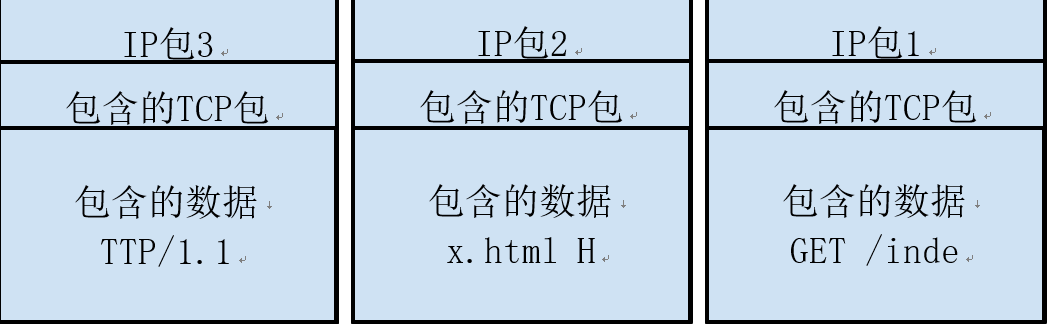 IP包3
包含的TCP包
包含的数据
TTP/1.1
IP包2
包含的TCP包
包含的数据
x.html H
IP包1
包含的TCP包
包含的数据
GET /inde